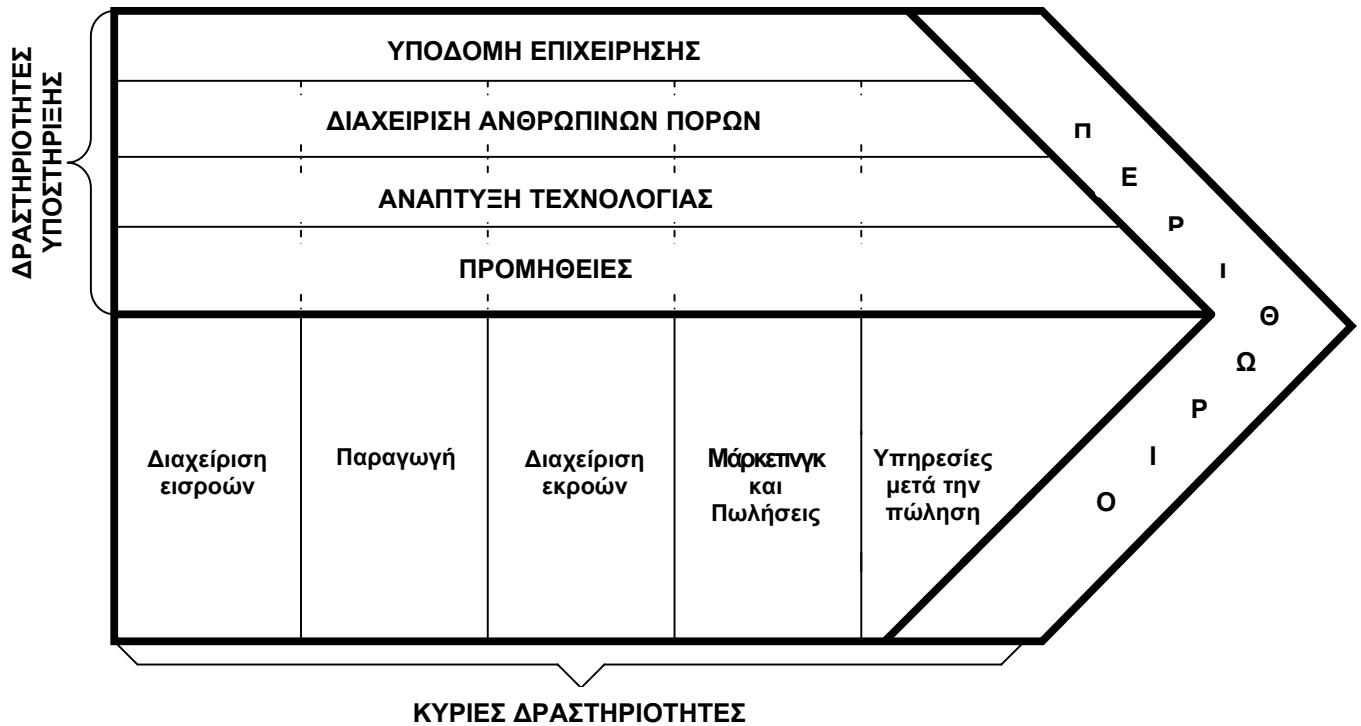 ΔΡΑΣΤΗΡΙΟΤΗΤΕΣ
ΥΠΟΣΤΗΡΙΞΗΣ
ΥΠΟΔΟΜΗ ΕΠΙΧΕΙΡΗΣΗΣ
ΔΙΑΧΕΙΡΙΣΗ ΑΝΘΡΩΠΙΝΩΝ ΠΟΡΩΝ
ΑΝΑΠΤΥΞΗ ΤΕΧΝΟΛΟΓΙΑΣ
ΠΡΟΜΗΘΕΙΕΣ
Διαχείριση
εισροών
Παραγωγή
Διαχείριση
εκροών
Μάρκετινγκ
και
Πωλήσεις
Υπηρεσίες
μετά την
πώληση
ΠΕΡΙΘΩΡΙΟ
ΚΥΡΙΕΣ ΔΡΑΣΤΗΡΙΟΤΗΤΕΣ